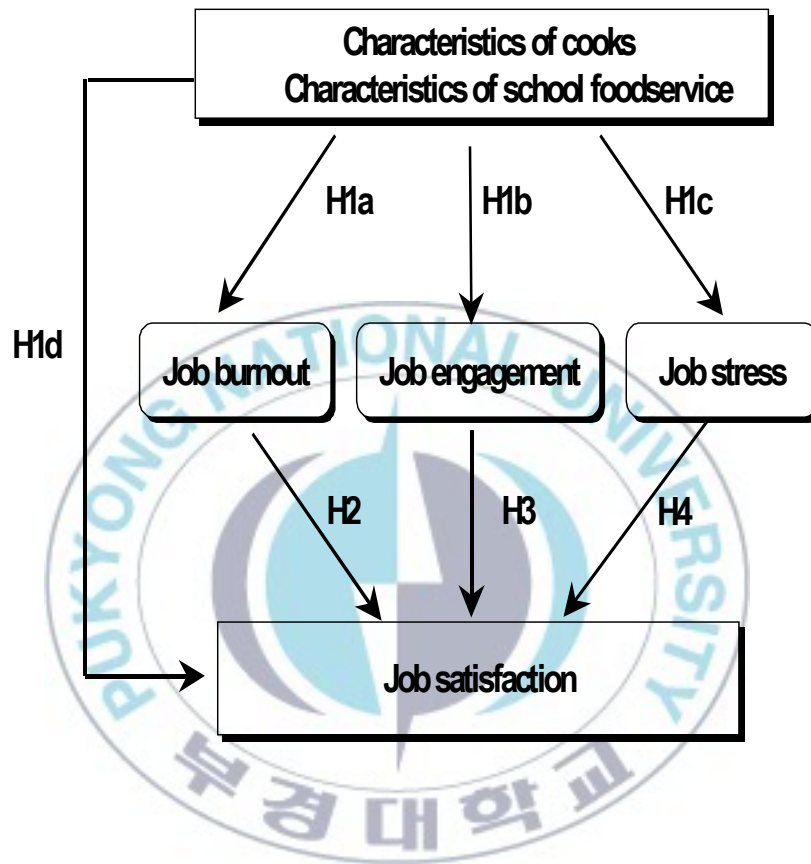 Characteristics of cooks
Characteristics of school foodservice
H1a
H1b
H1c
H1d
Job burnout
Job engagement
Job stress
H2
H3
H4
Job satisfaction
PUKYONG NATIONAL UNIVERSITY
부경대학교